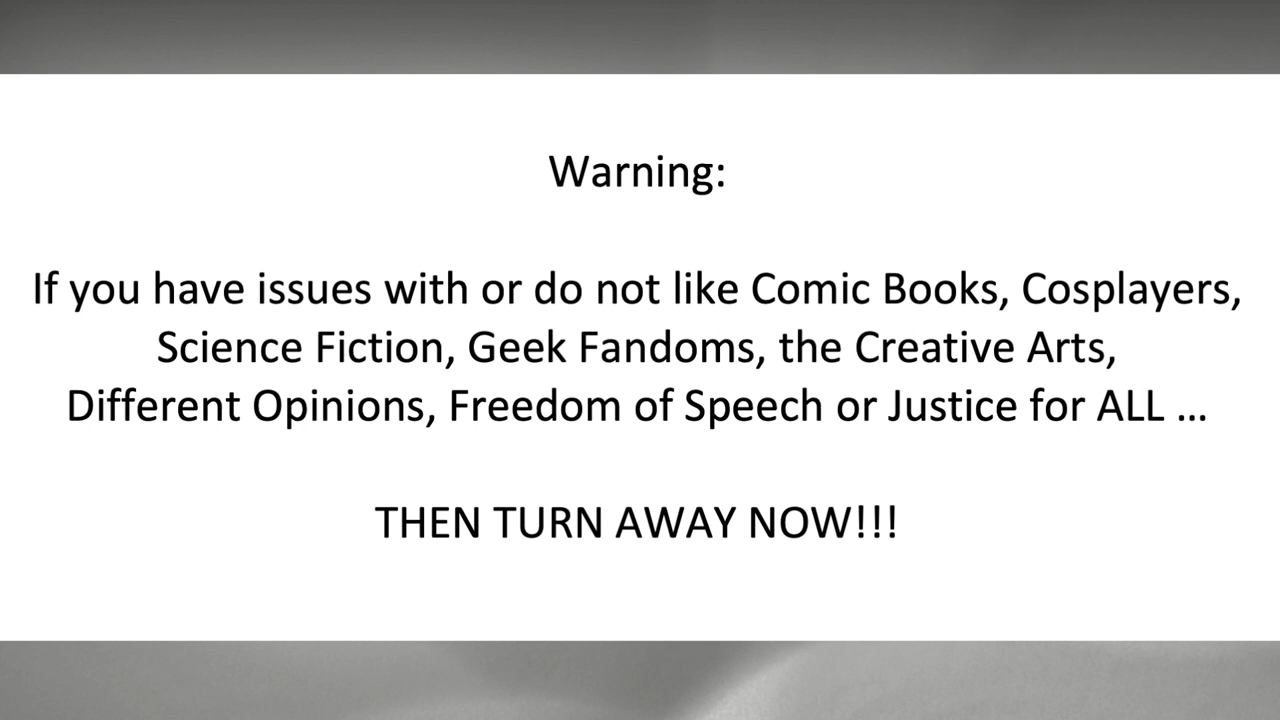 Warning:
If you have issues with or do not like Comic Books, Cosplayers,
Science Fiction, Geek Fandoms, the Creative Arts,
Different Opinions, Freedom of Speech or Justice for ALL ...
THEN TURN AWAY NOW!!!